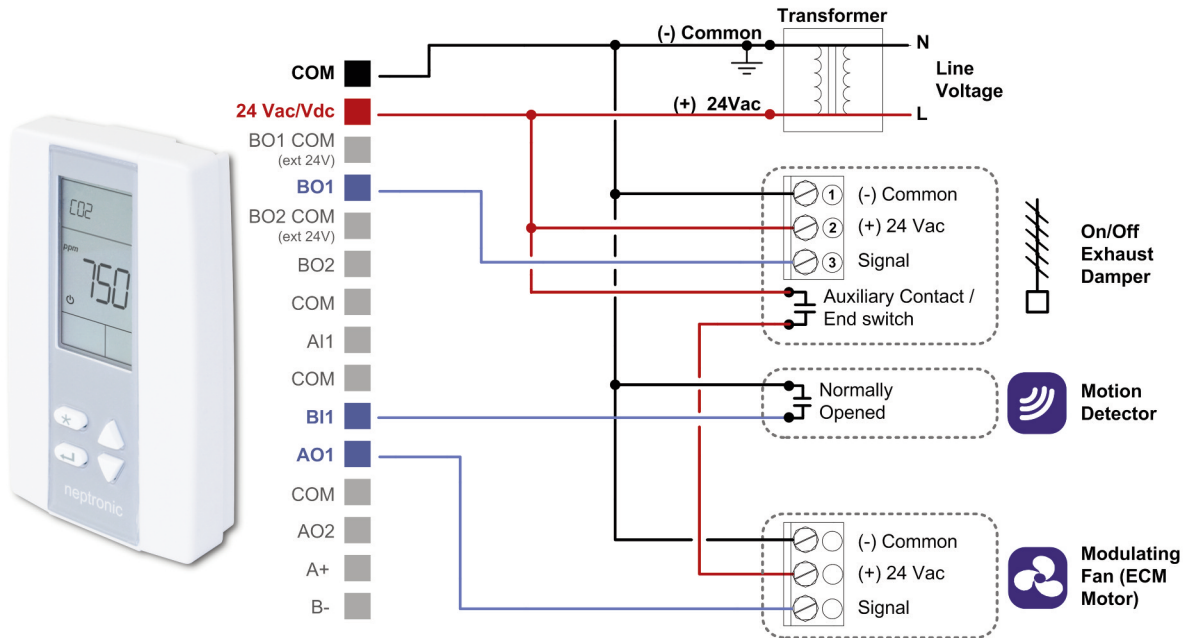 CO2
ppm
750
neptronic
COM
24 Vac/Vdc
BO1 COM
(ext 24V)
BO1
BO2 COM
(ext 24V)
BO2
COM
AI1
COM
BI1
AO1
COM
AO2
A+
B-
Transformer
(-) Common
N
Line
Voltage
(+) 24Vac
L
1 (-) Common
2 (+) 24 Vac
3 Signal
Auxiliary Contact /
End switch
On/Off
Exhaust
Damper
Normally
Opened
Motion
Detector
(-) Common
(+) 24 Vac
Signal
Modulating
Fan (ECM
Motor)